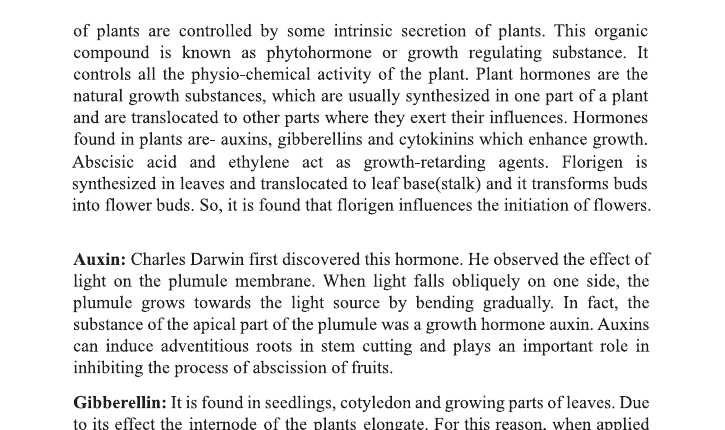 of plants are controlled by some intrinsic secretion of plants. This organic
compound is known as phytohormone or growth regulating substance. It
controls all the physio-chemical activity of the plant. Plant hormones are the
natural growth substances, which are usually synthesized in one part of a plant
and are translocated to other parts where they exert their influences. Hormones
found in plants are- auxins, gibberellins and cytokinins which enhance growth.
Abscisic acid and ethylene act as growth-retarding agents. Florigen is
synthesized in leaves and translocated to leaf base(stalk) and it transforms buds
into flower buds. So, it is found that florigen influences the initiation of flowers.
Auxin: Charles Darwin first discovered this hormone. He observed the effect of
light on the plumule membrane. When light falls obliquely on one side, the
plumule grows towards the light source by bending gradually. In fact, the
substance of the apical part of the plumule was a growth hormone auxin. Auxins
can induce adventitious roots in stem cutting and plays an important role in
inhibiting the process of abscission of fruits.
Gibberellin: It is found in seedlings, cotyledon and growing parts of leaves. Due
to its effect the internode of the plants elongate. For this reason, when applied